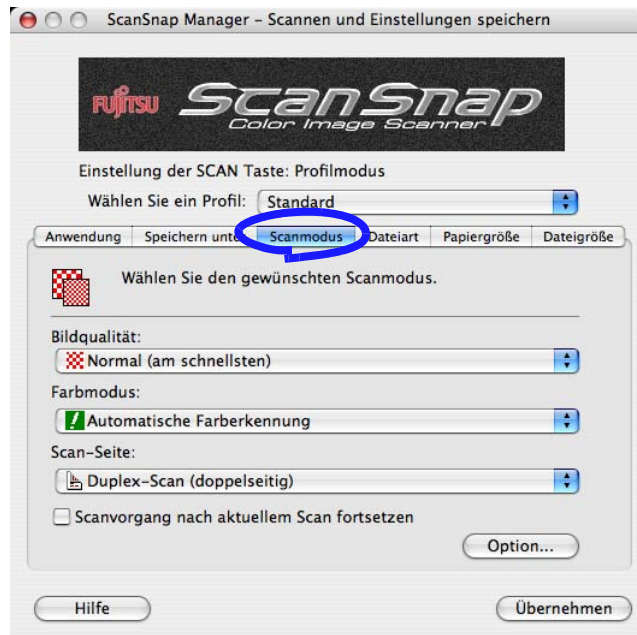 ScanSnap Manager – Scannen und Einstellungen speichern
FUJITSU ScanSnap
Color Image Scanner
Einstellung der SCAN Taste: Profilmodus
Wählen Sie ein Profil: Standard
Anwendung Speichern unter Scanmodus Dateiart Papiergröße Dateigröße
Wählen Sie den gewünschten Scanmodus.
Bildqualität:
Normal (am schnellsten)
Farbmodus:
Automatische Farberkennung
Scan-Seite:
Duplex-Scan (doppelseitig)
Scanvorgang nach aktuellem Scan fortsetzen
Option...
Hilfe Übernehmen